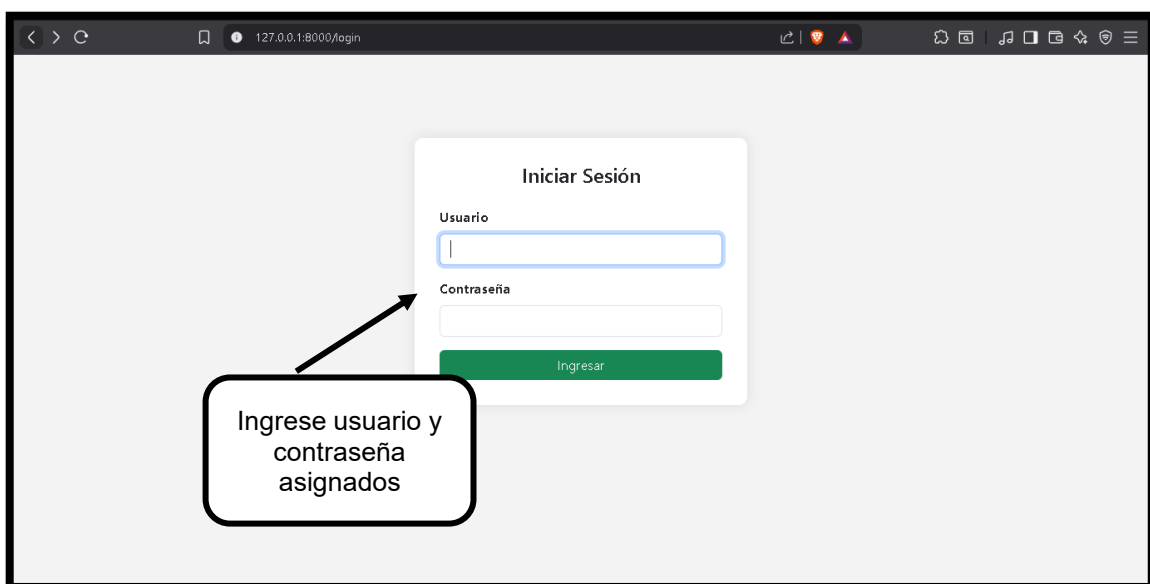 127.0.0.1:8000/login
Iniciar Sesión
Usuario
Contraseña
Ingresar
Ingrese usuario y
contraseña
asignados